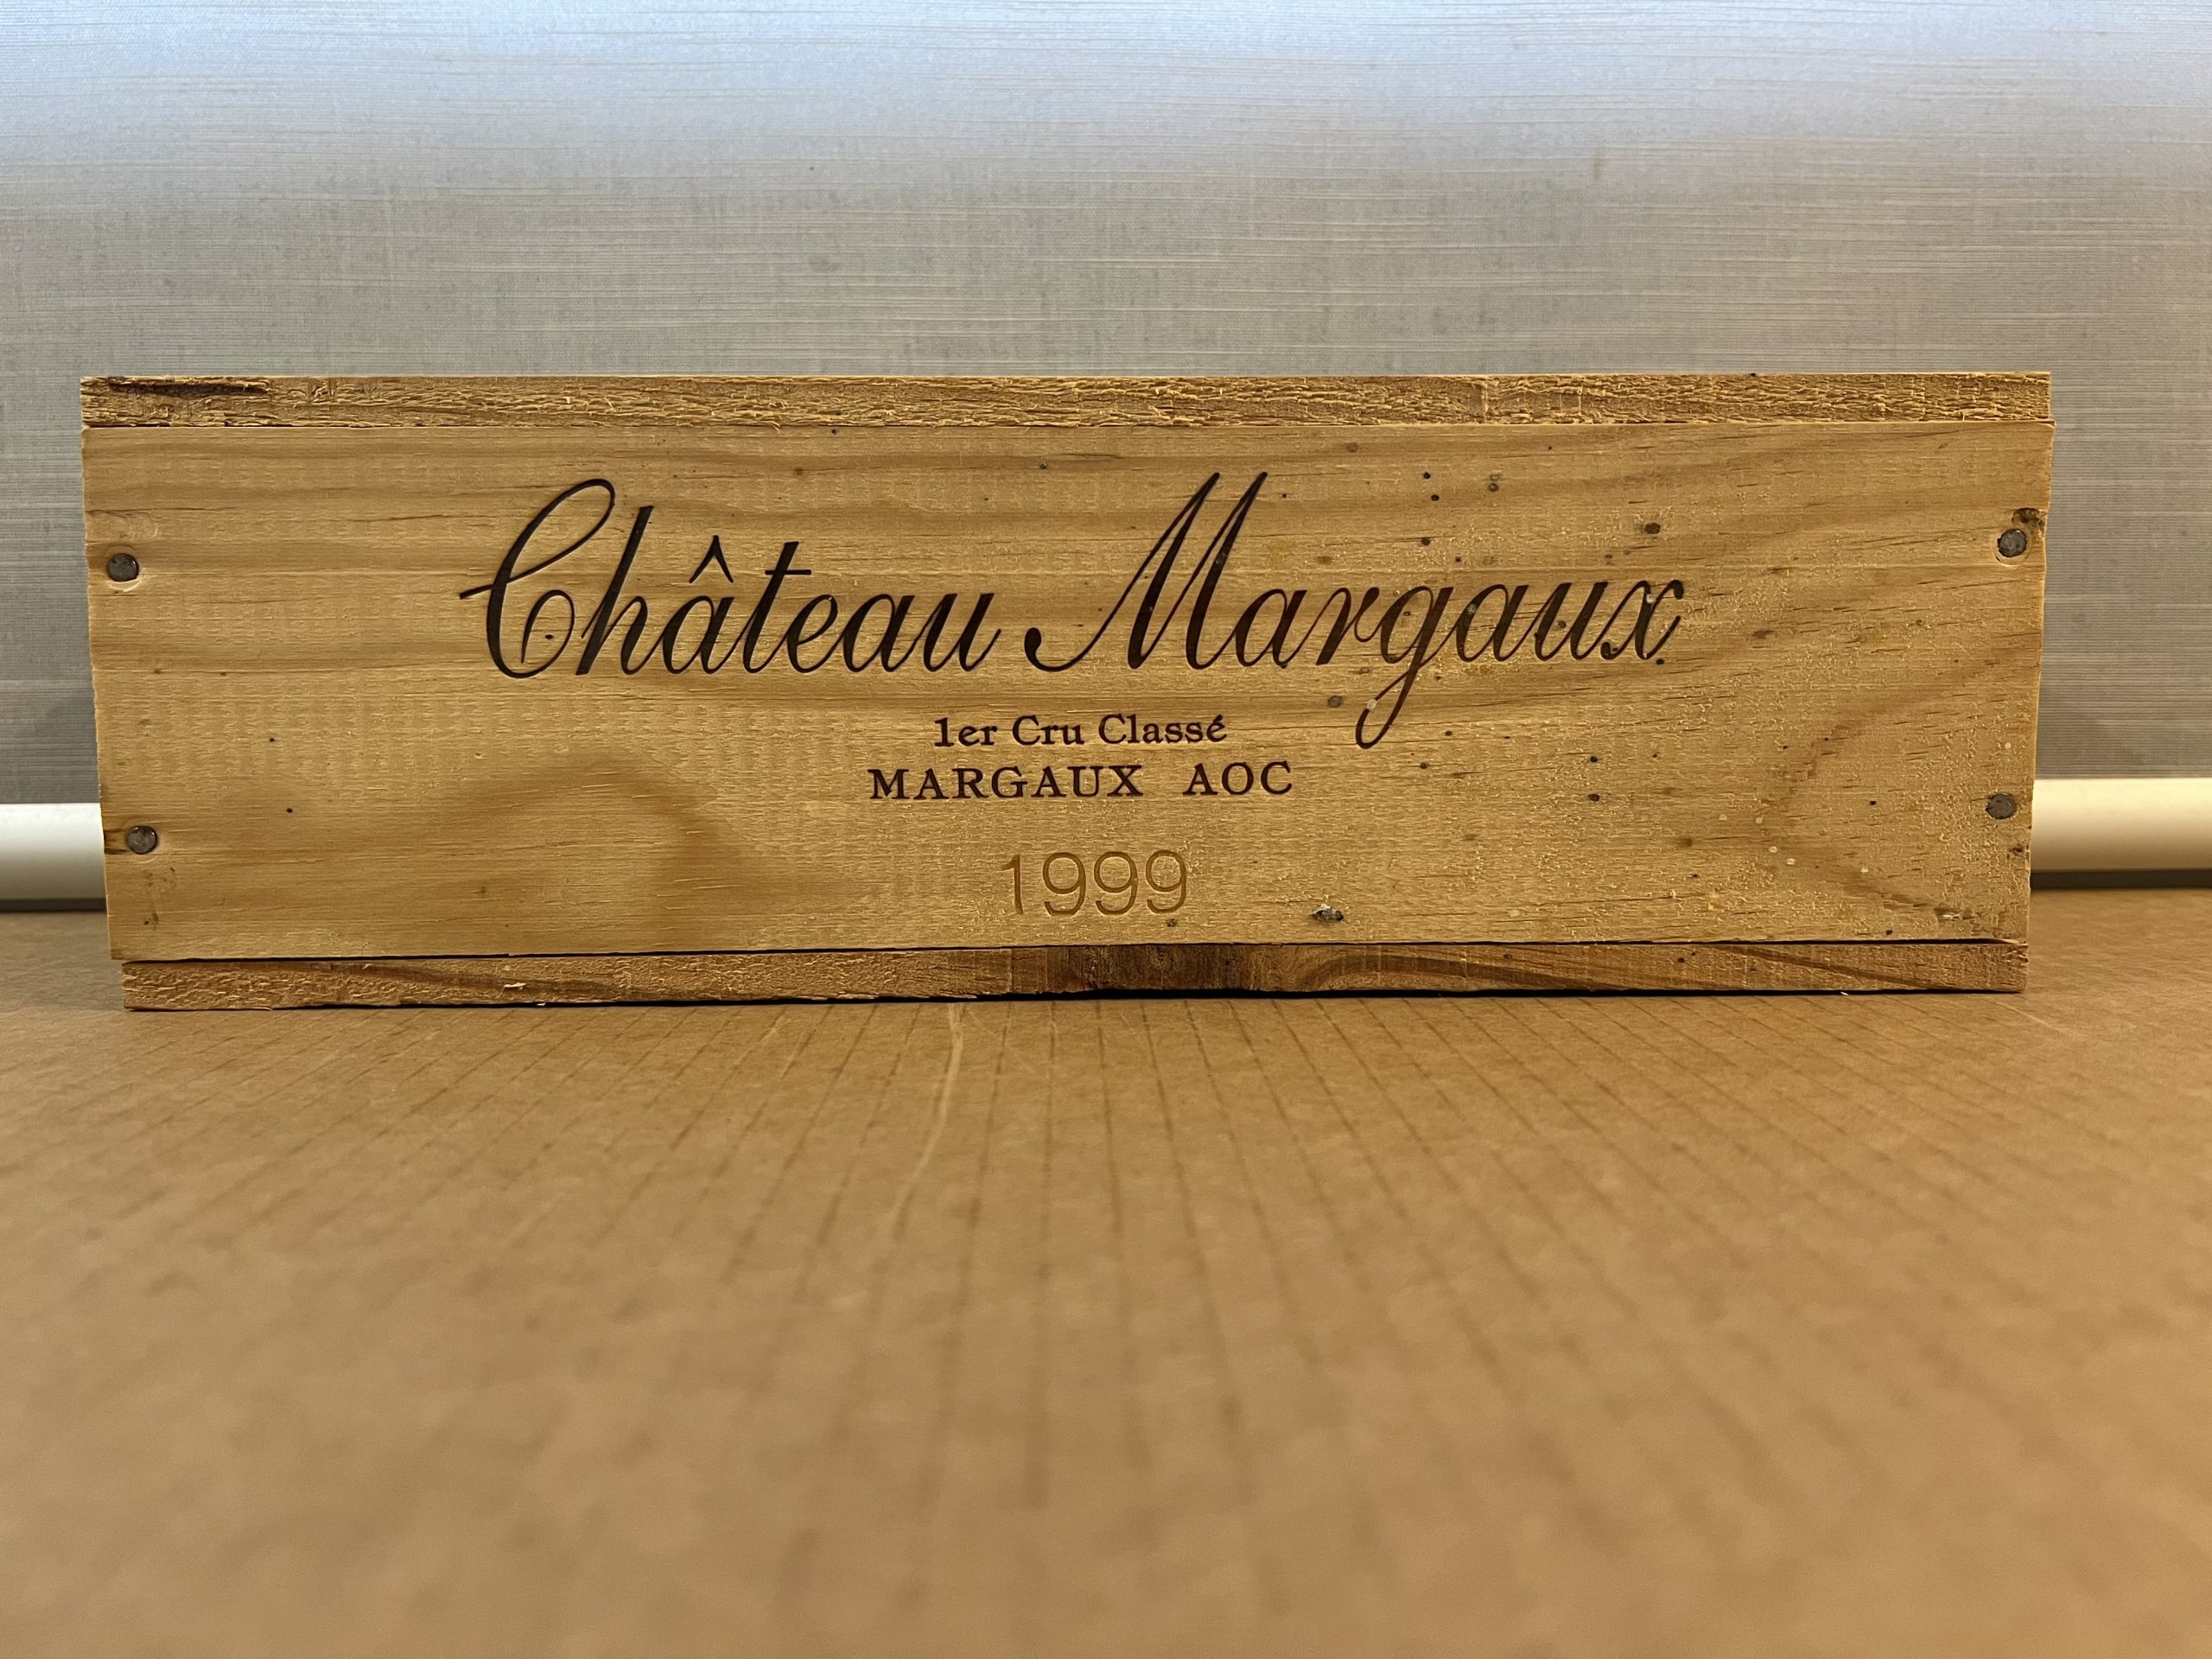 Château Margaux
1er Cru Classé
MARGAUX AOC
1999